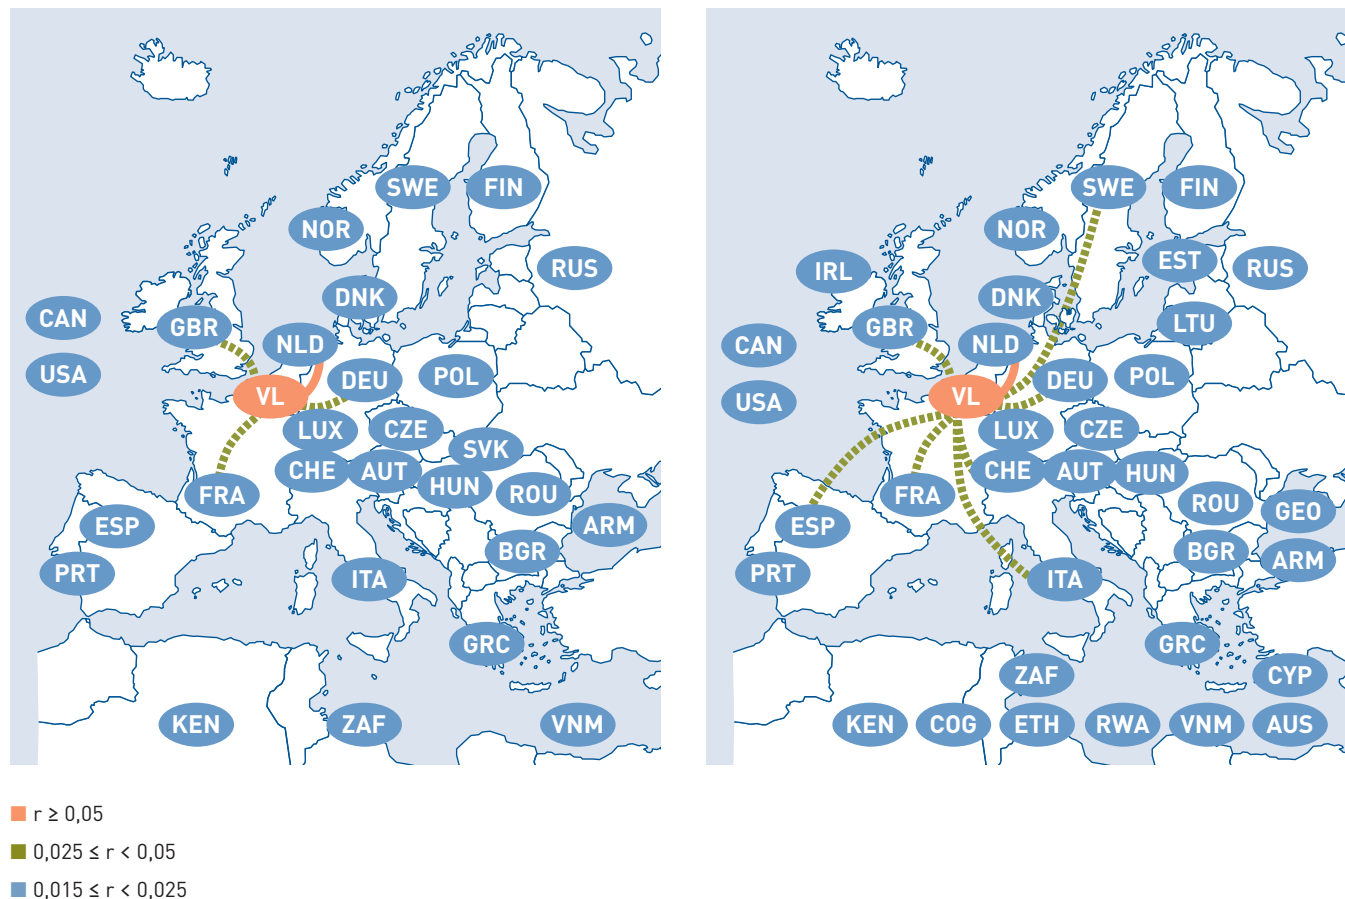 SWE
FIN
NOR
RUS
DNK
CAN
GBR
NLD
USA
DEU
POL
VL
LUX
CZE
SVK
CHE
AUT
HUN
FRA
ROU
ESP
ARM
BGR
PRT
ITA
GRC
KEN
ZAF
VNM
SWE
FIN
NOR
IRL
EST
RUS
DNK
GBR
LTU
CAN
NLD
DEU
POL
USA
VL
LUX
CZE
CHE
AUT
HUN
FRA
ROU
GEO
ESP
BGR
ARM
PRT
ITA
GRC
ZAF
CYP
KEN
COG
ETH
RWA
VNM
AUS
r ≥ 0,05
0,025 ≤ r < 0,05
0,015 ≤ r < 0,025